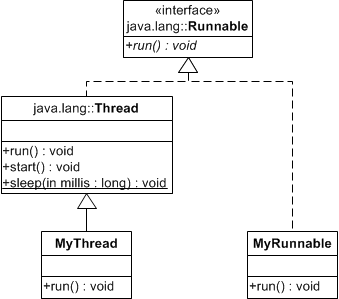 «interface»
java.lang::Runnable
+run() : void
java.lang::Thread
+run() : void
+start() : void
+sleep(in millis : long) : void
MyThread
+run() : void
MyRunnable
+run() : void